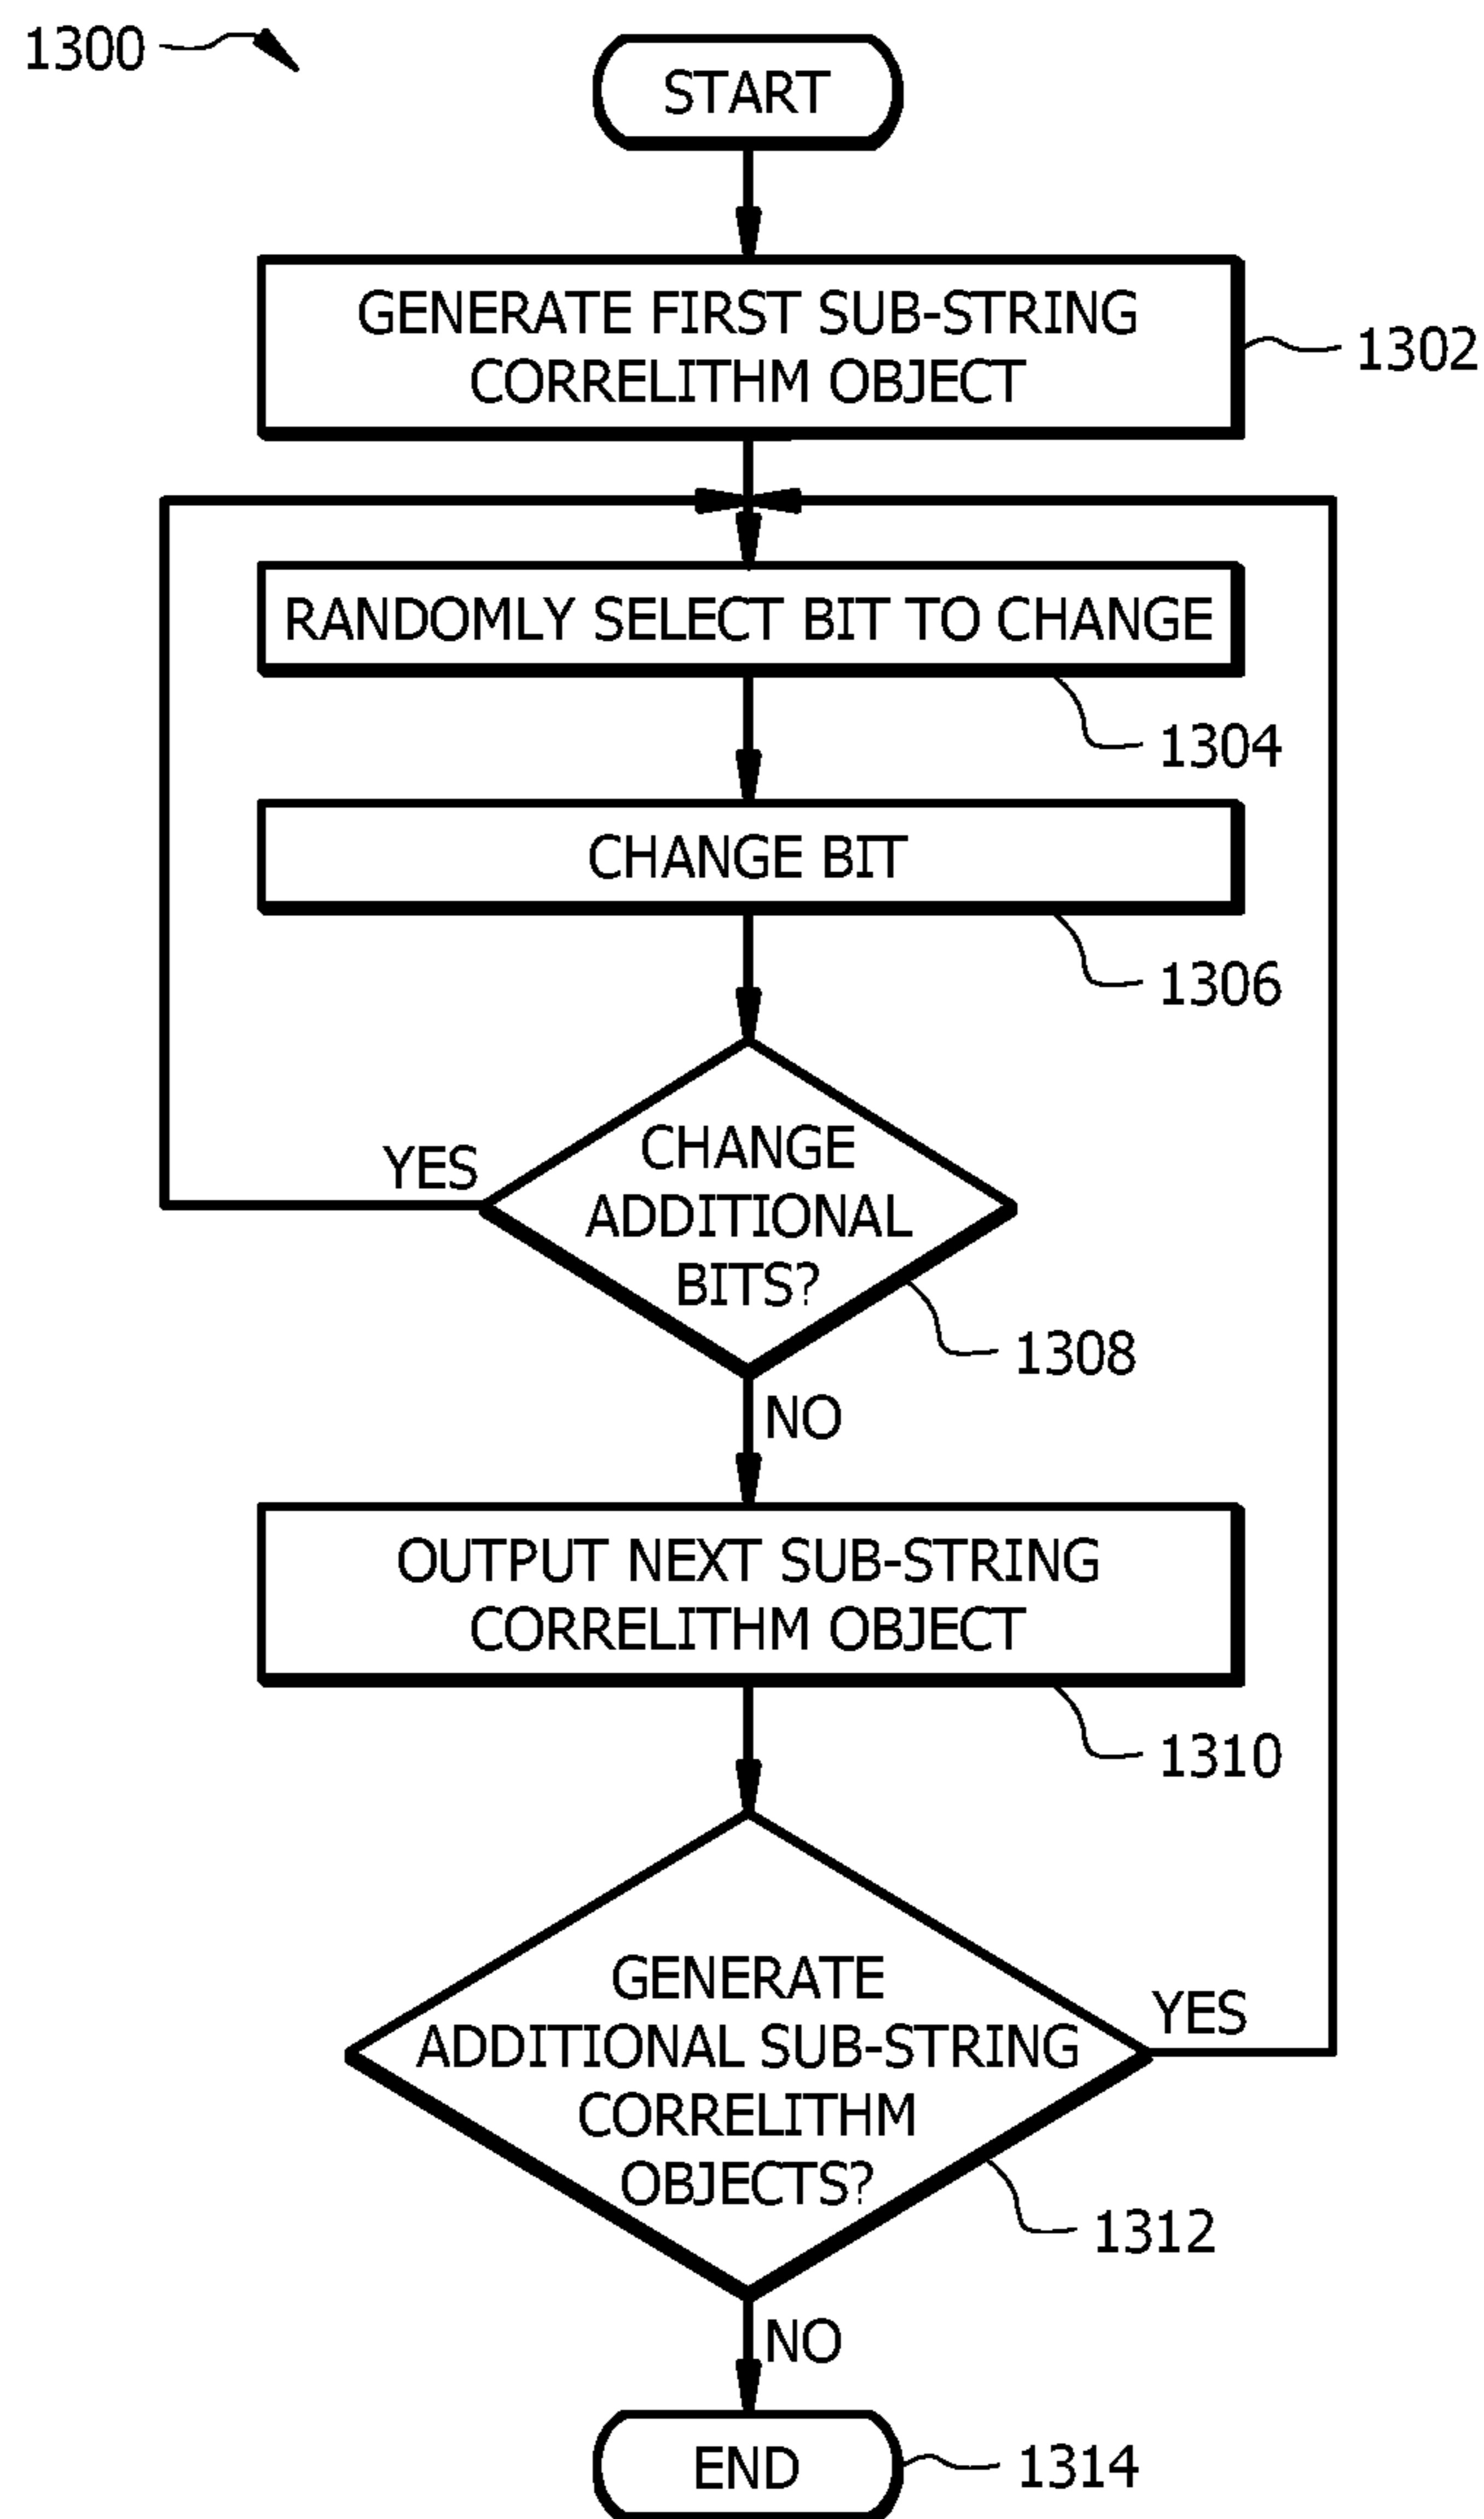 1300
START
GENERATE FIRST SUB-STRING
CORRELITHM OBJECT
1302
RANDOMLY SELECT BIT TO CHANGE
1304
CHANGE BIT
1306
CHANGE
ADDITIONAL
BITS?
YES
1308
NO
OUTPUT NEXT SUB-STRING
CORRELITHM OBJECT
1310
GENERATE
ADDITIONAL SUB-STRING
CORRELITHM
OBJECTS?
YES
1312
NO
END
1314